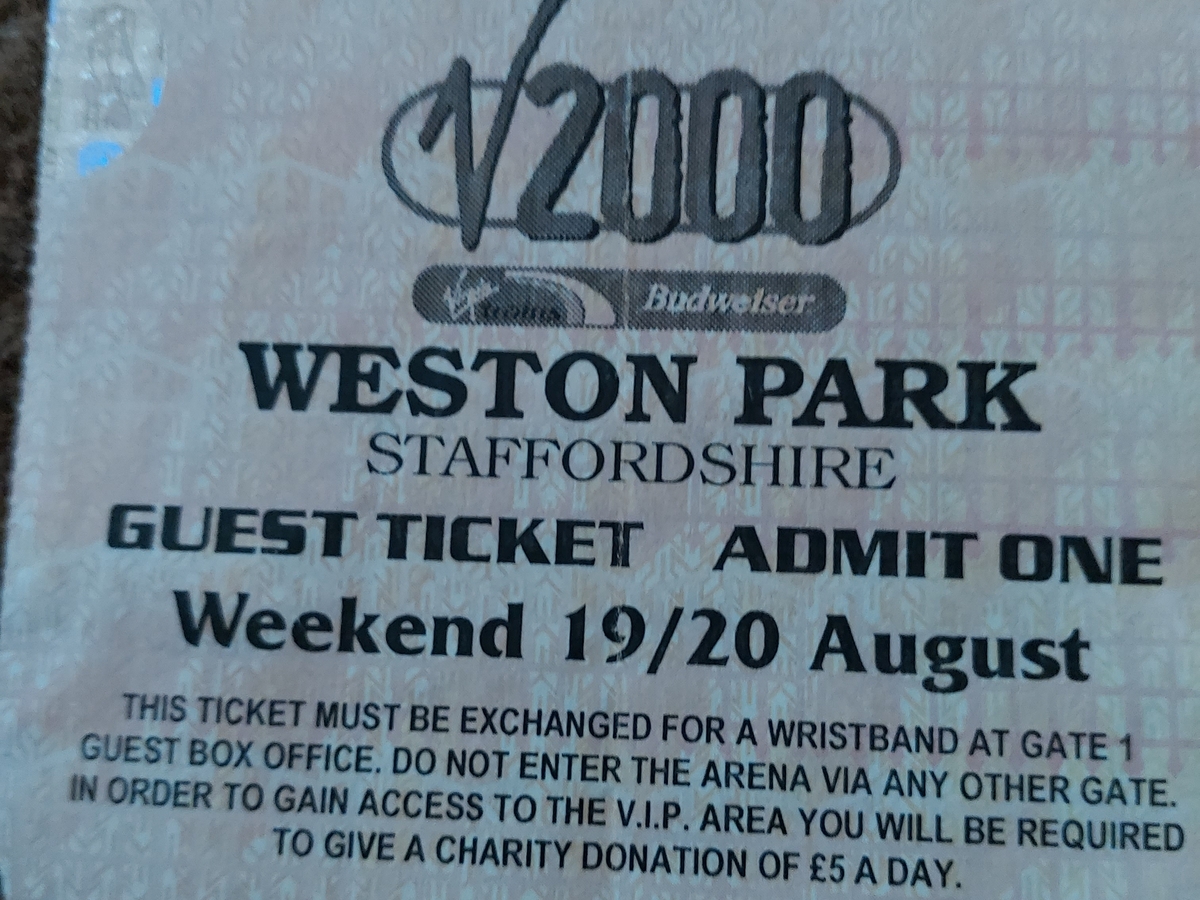 V2000
Virgin trains Budweiser
WESTON PARK
STAFFORDSHIRE
GUEST TICKET ADMIT ONE
Weekend 19/20 August
THIS TICKET MUST BE EXCHANGED FOR A WRISTBAND AT GATE 1
GUEST BOX OFFICE. DO NOT ENTER THE ARENA VIA ANY OTHER GATE.
IN ORDER TO GAIN ACCESS TO THE V.I.P. AREA YOU WILL BE REQUIRED
TO GIVE A CHARITY DONATION OF £5 A DAY.